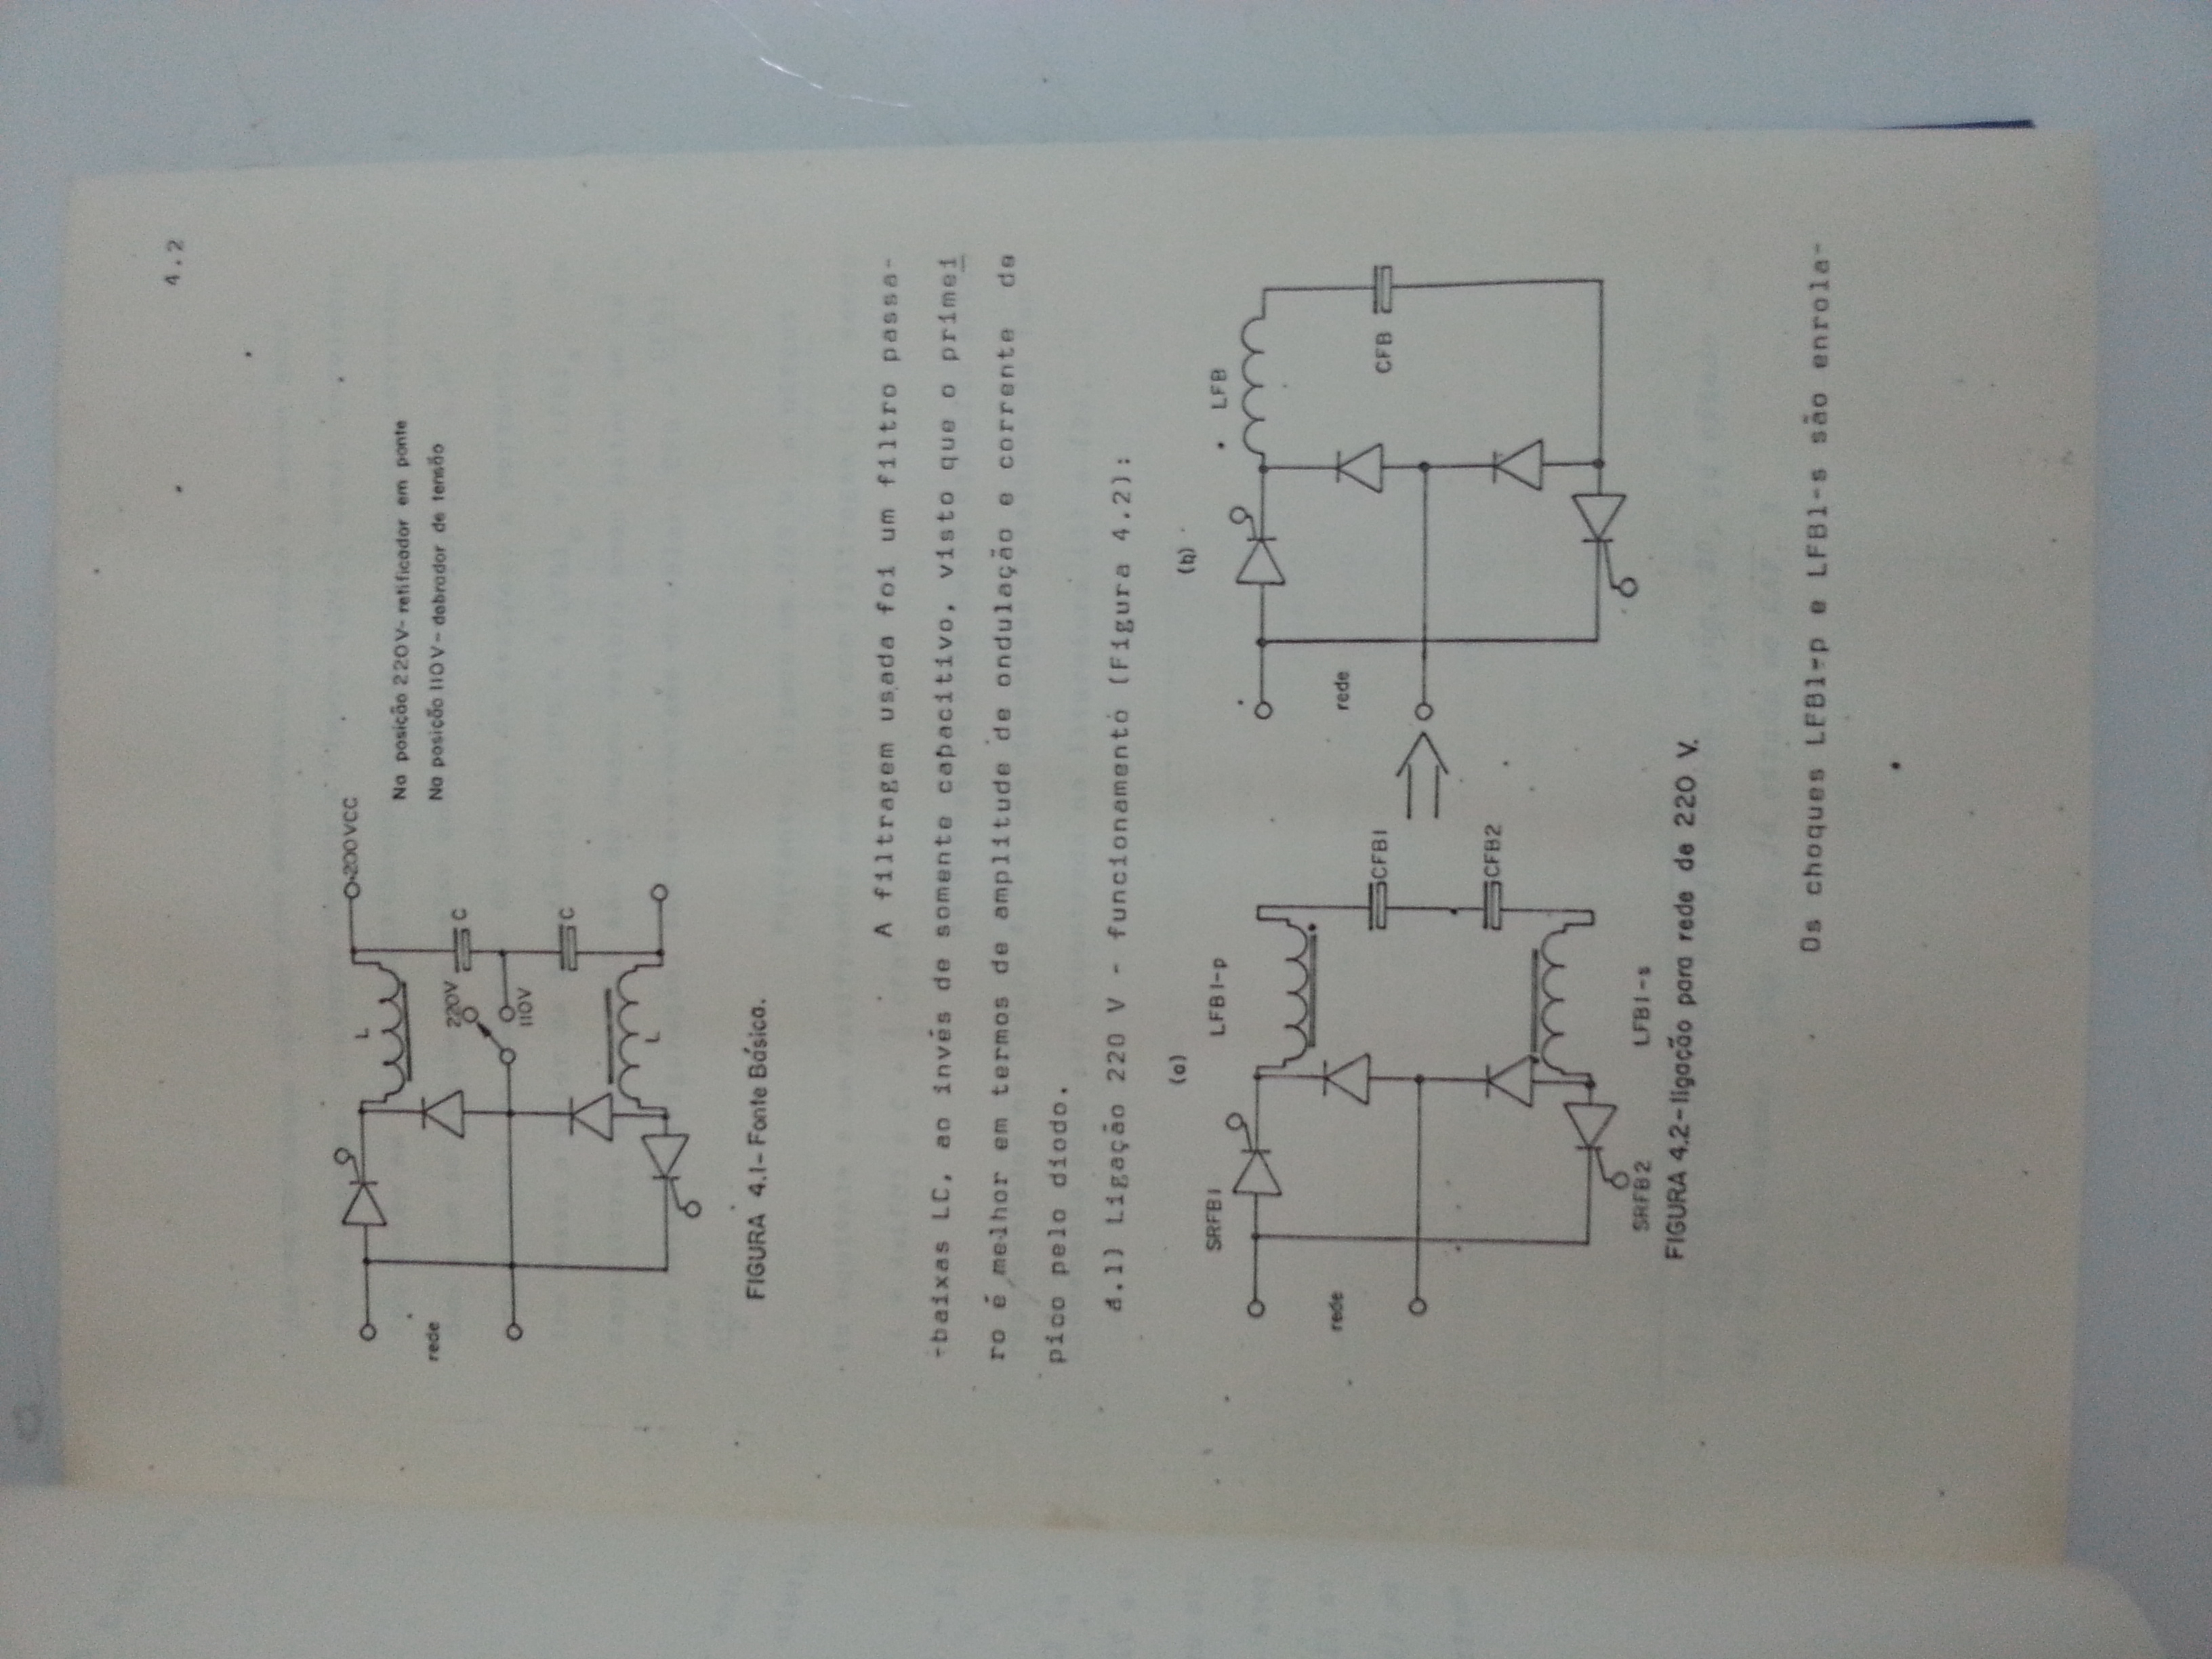 4.2
200VCC
No posição 220V- retificador em ponte
Na posição 110V- dobrador de tensão
L
220V
C
110V
C
L
rede
FIGURA 4.1- Fonte Básica.
A filtragem usada foi um filtro passa-
-baixas LC, ao invés de somente capacitivo, visto que o primei
ro é melhor em termos de amplitude de ondulação e corrente de
pico pelo diodo.
d.1) Ligação 220 V - funcionamento (Figura 4.2):
(a)
(b)
SRFB1
LFB1-p
LFB
rede
CFB1
CFB2
rede
CFB
SRFB2
LFB1-s
FIGURA 4.2-ligação para rede de 220 V.
Os choques LFB1-p e LFB1-s são enrola-